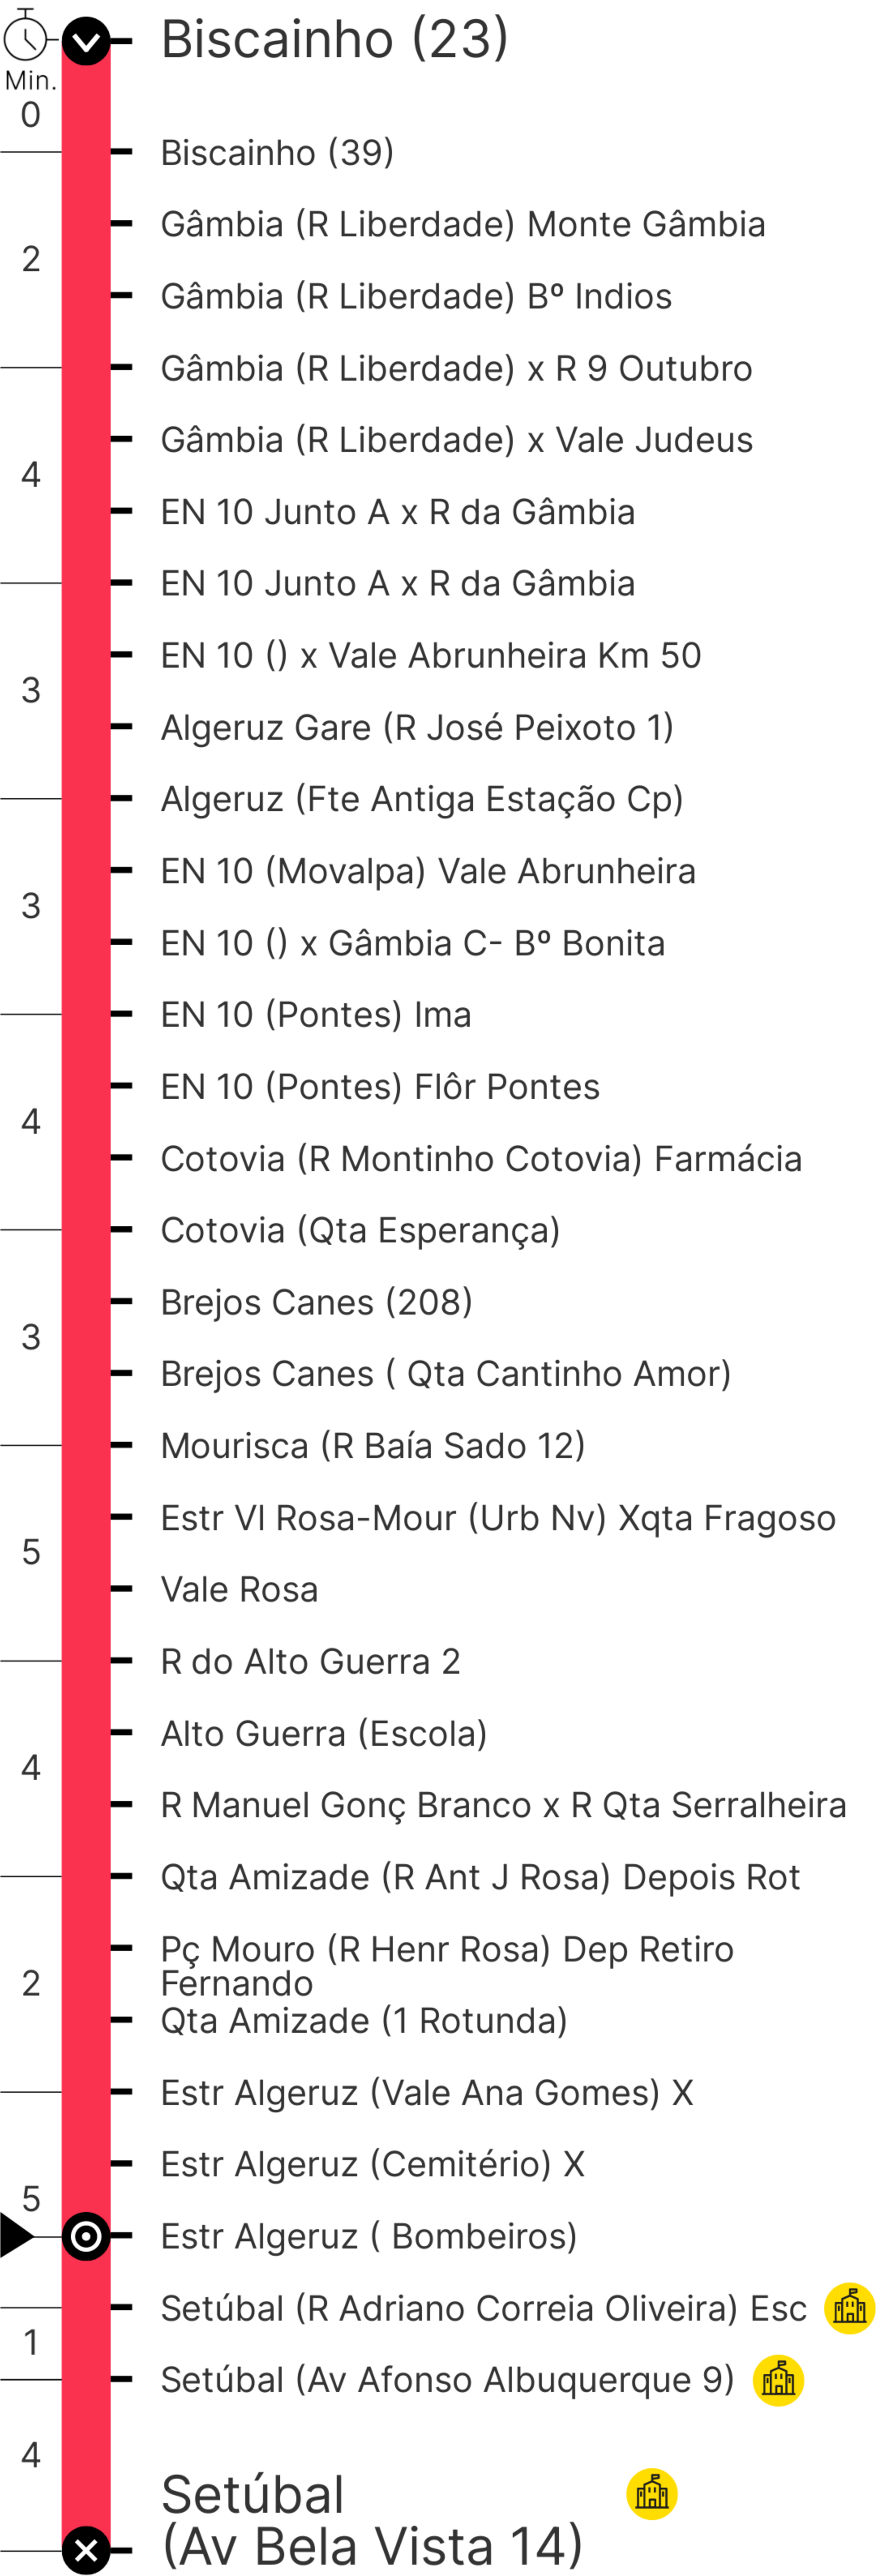 Biscainho (23)
Min.
0
Biscainho (39)
Gâmbia (R Liberdade) Monte Gâmbia
2
Gâmbia (R Liberdade) Bº Indios
Gâmbia (R Liberdade) x R 9 Outubro
Gâmbia (R Liberdade) x Vale Judeus
4
EN 10 Junto A x R da Gâmbia
EN 10 Junto A x R da Gâmbia
EN 10 () x Vale Abrunheira Km 50
3
Algeruz Gare (R José Peixoto 1)
Algeruz (Fte Antiga Estação Cp)
EN 10 (Movalpa) Vale Abrunheira
3
EN 10 () x Gâmbia C- Bº Bonita
EN 10 (Pontes) Ima
EN 10 (Pontes) Flôr Pontes
4
Cotovia (R Montinho Cotovia) Farmácia
Cotovia (Qta Esperança)
Brejos Canes (208)
3
Brejos Canes ( Qta Cantinho Amor)
Mourisca (R Baía Sado 12)
Estr Vl Rosa-Mour (Urb Nv) Xqta Fragoso
5
Vale Rosa
R do Alto Guerra 2
Alto Guerra (Escola)
4
R Manuel Gonç Branco x R Qta Serralheira
Qta Amizade (R Ant J Rosa) Depois Rot
Pç Mouro (R Henr Rosa) Dep Retiro
Fernando
2
Qta Amizade (1 Rotunda)
Estr Algeruz (Vale Ana Gomes) X
Estr Algeruz (Cemitério) X
5
Estr Algeruz ( Bombeiros)
Setúbal (R Adriano Correia Oliveira) Esc
1
Setúbal (Av Afonso Albuquerque 9)
4
Setúbal
(Av Bela Vista 14)